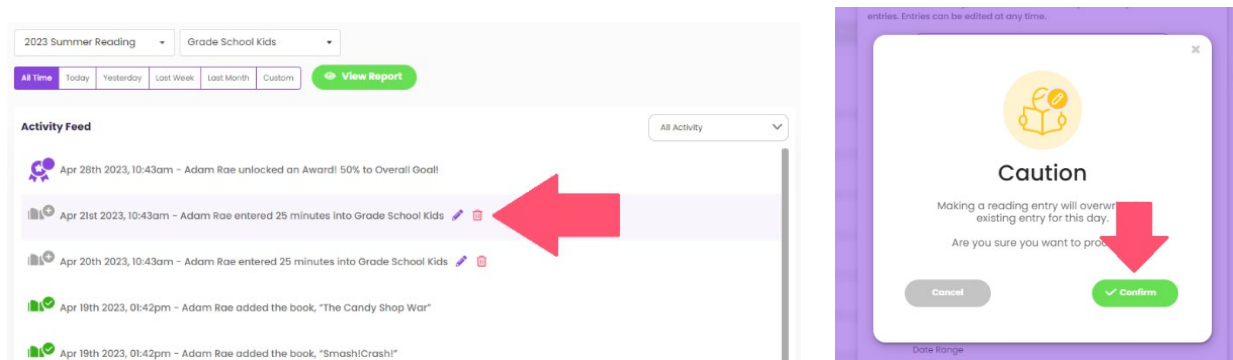 2023 Summer Reading
Grade School Kids
All Time
Today
Yesterday
Last Week
Last Month
Custom
View Report
Activity Feed
All Activity
Apr 28th 2023, 10:43am - Adam Rae unlocked an Award! 50% to Overall Goal!
Apr 21st 2023, 10:43am - Adam Rae entered 25 minutes into Grade School Kids
Apr 20th 2023, 10:43am - Adam Rae entered 25 minutes into Grade School Kids
Apr 19th 2023, 01:42pm - Adam Rae added the book, "The Candy Shop War"
Apr 19th 2023, 01:42pm - Adam Rae added the book, "Smash!Crash!"
entries. Entries can be edited at any time.
Caution
Making a reading entry will
existing entry for this day.
Are you sure you want to
Cancel
Confirm
Date Range